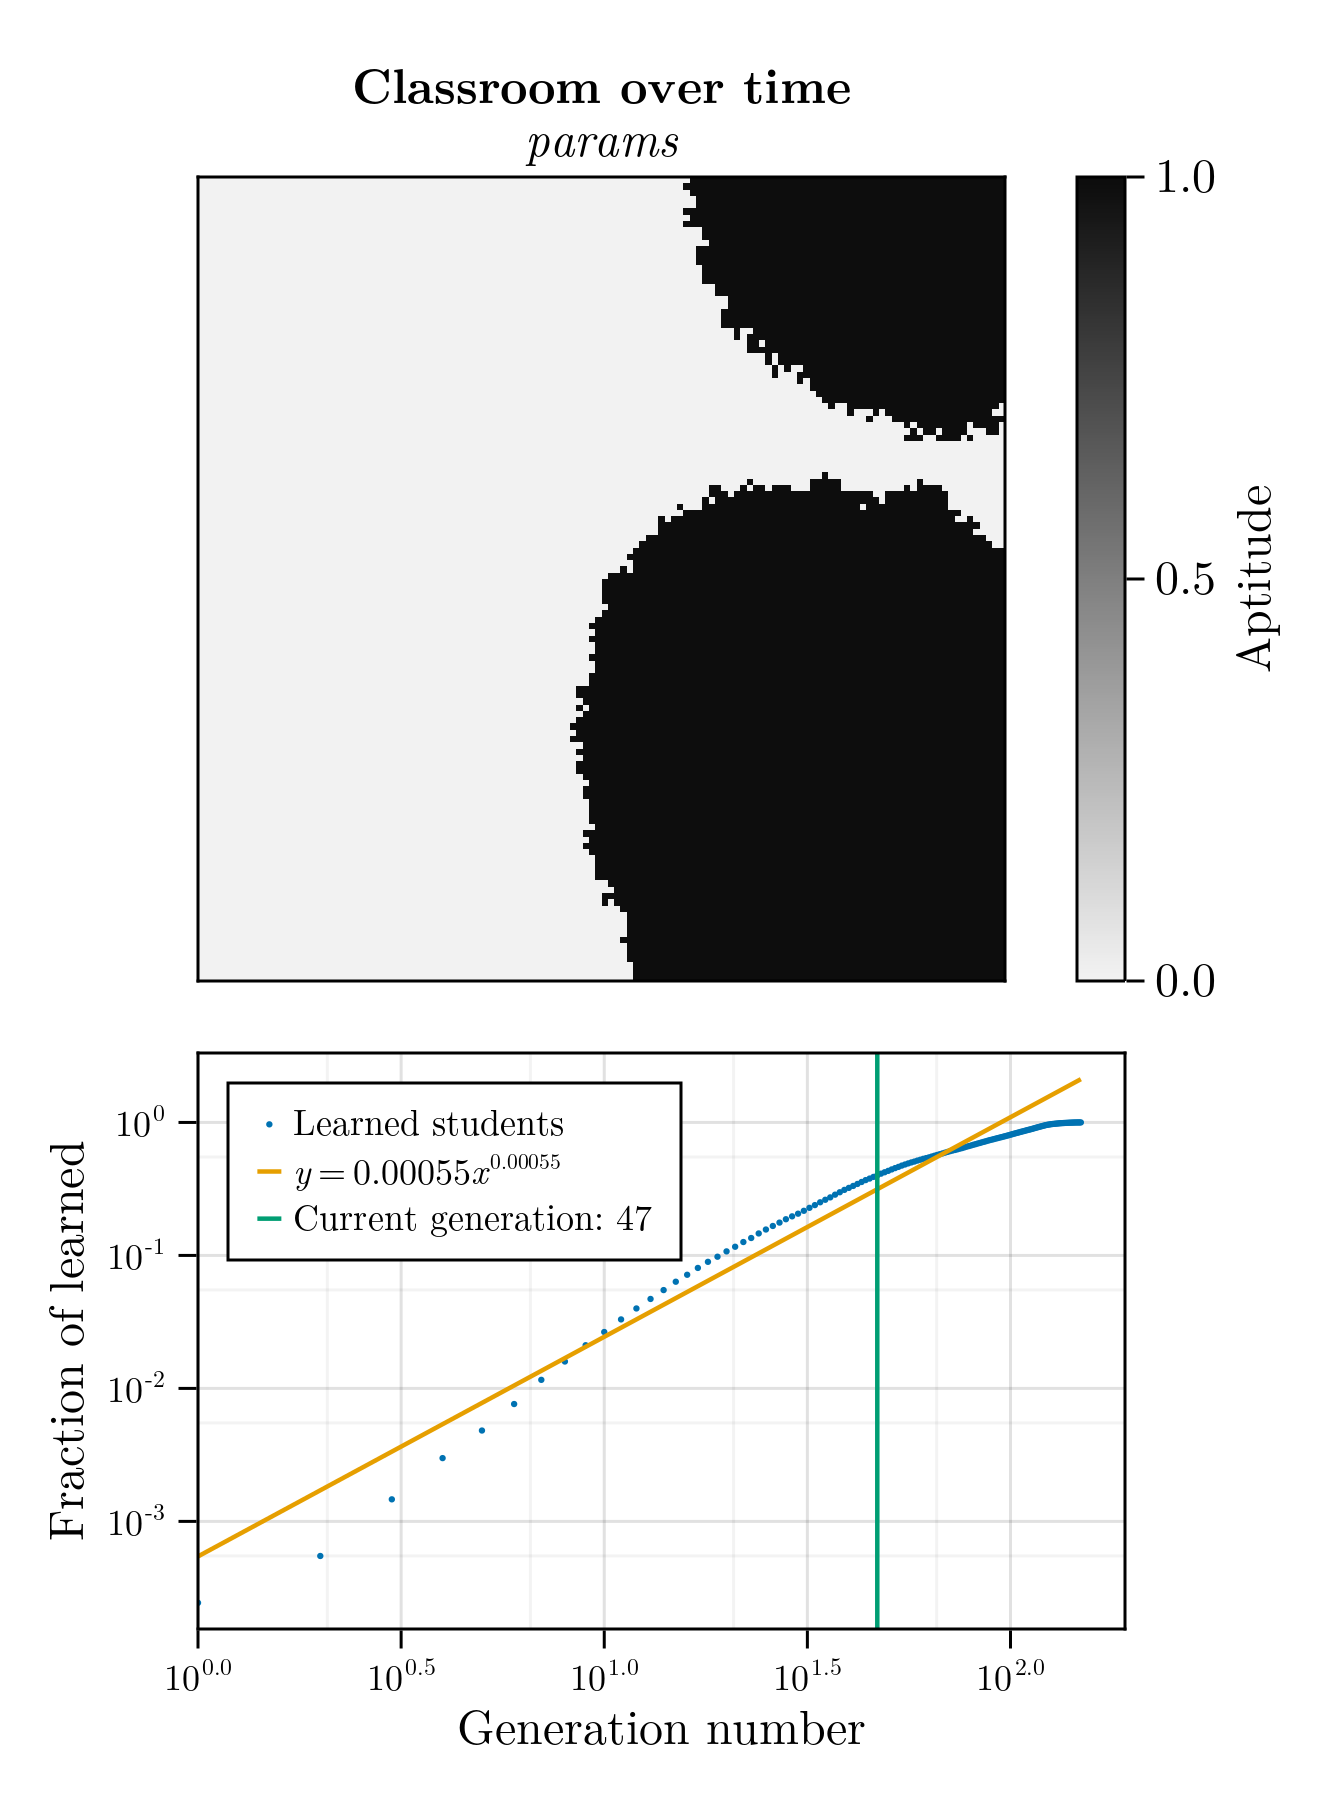 Classroom over time
params
1.0
0.5
0.0
Aptitude
Learned students
y = 0.00055x^0.00055
Current generation: 47
10^0
10^-1
10^-2
10^-3
Fraction of learned
10^0.0 10^0.5 10^1.0 10^1.5 10^2.0
Generation number